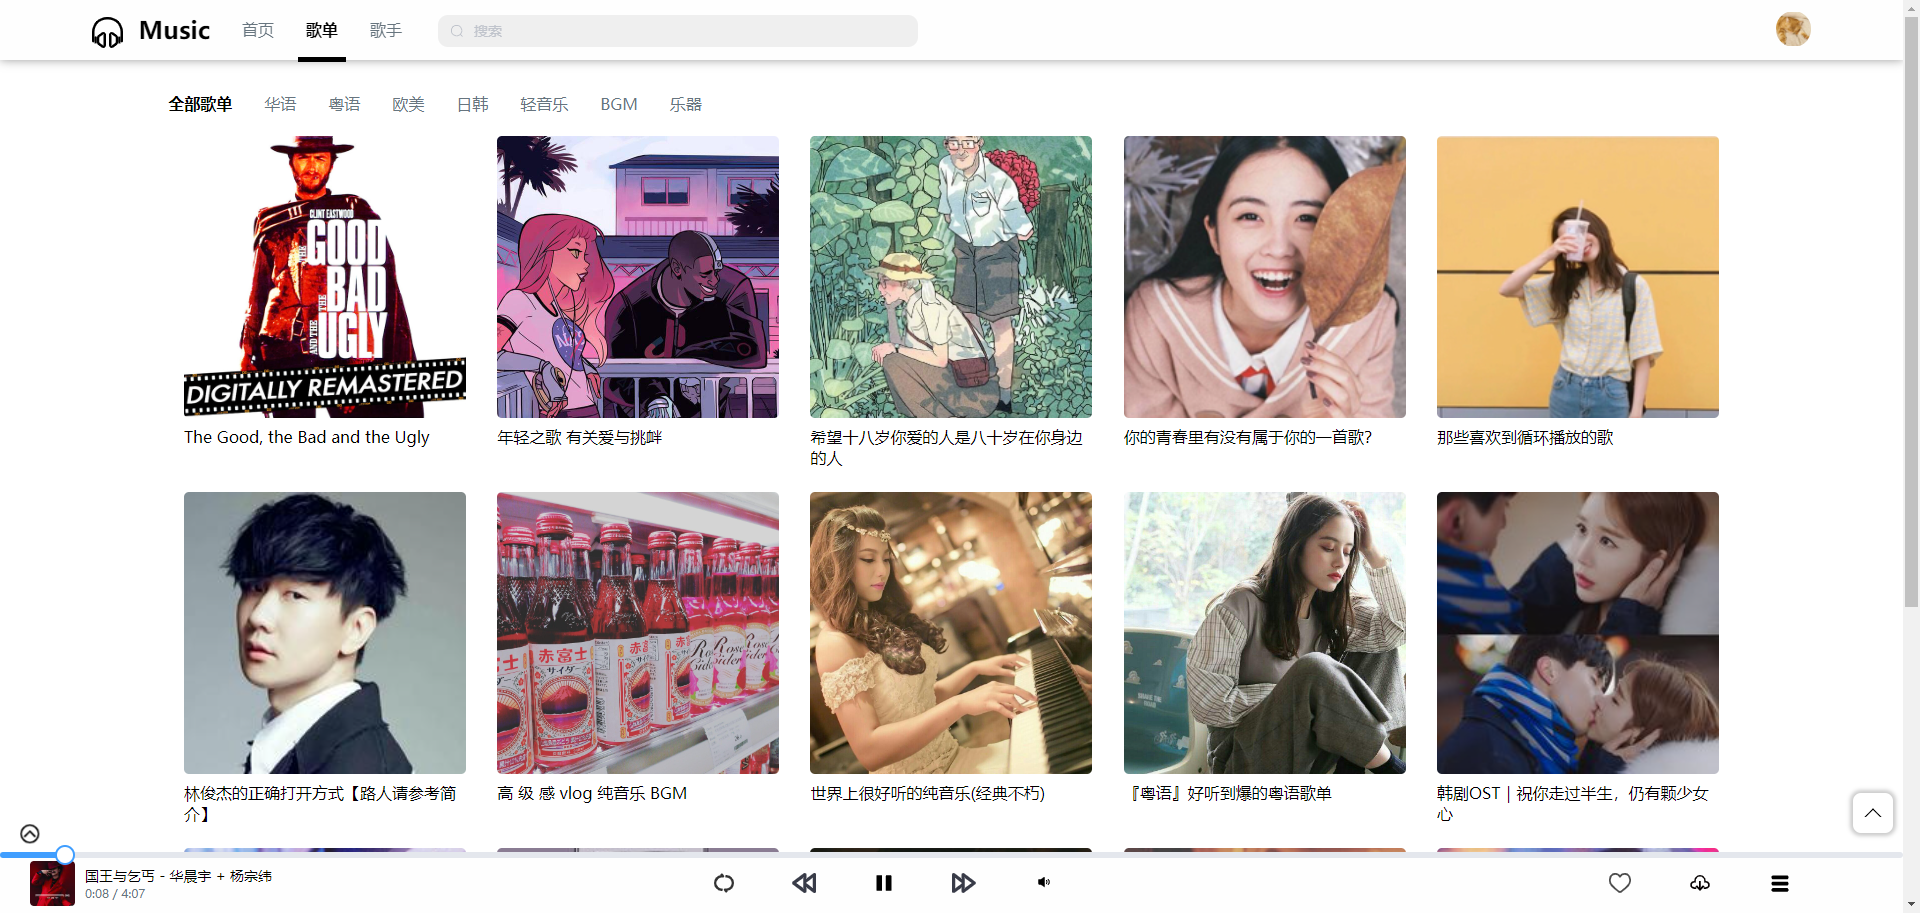 Music 首页 歌单 歌手 搜索
全部歌单 华语 粤语 欧美 日韩 轻音乐 BGM 乐器
CLINT EASTWOOD
THE GOOD
THE BAD
AND THE UGLY
DIGITALLY REMASTERED
The Good, the Bad and the Ugly
年轻之歌 有关爱与挑衅
希望十八岁你爱的人是八十岁在你身边
的人
你的青春里有没有属于你的一首歌？
那些喜欢到循环播放的歌
赤富士
サイダー
林俊杰的正确打开方式【路人请参考简
介】
高 级 感 vlog 纯音乐 BGM
世界上很好听的纯音乐(经典不朽)
『粤语』好听到爆的粤语歌单
韩剧OST | 祝你走过半生，仍有颗少女
心
国王与乞丐 - 华晨宇 + 杨宗纬
0:08 / 4:07